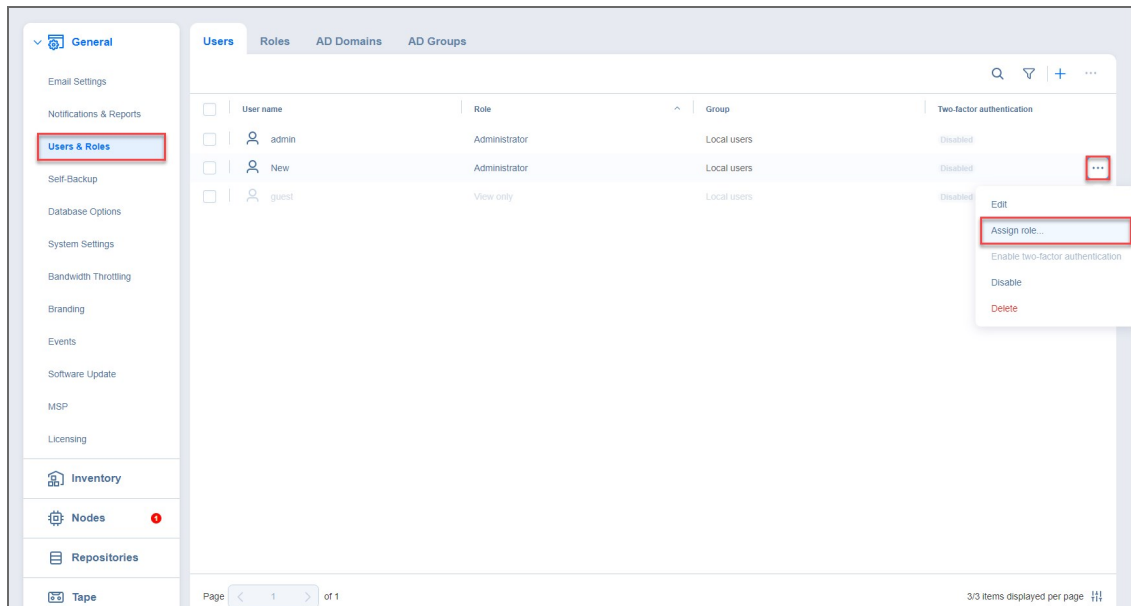 General
Email Settings
Notifications & Reports
Users & Roles
Self-Backup
Database Options
System Settings
Bandwidth Throttling
Branding
Events
Software Update
MSP
Licensing
Inventory
Nodes 1
Repositories
Tape
Users Roles AD Domains AD Groups
User name Role Group Two-factor authentication
admin Administrator Local users Disabled
New Administrator Local users Disabled
guest View only Local users Disabled
Edit
Assign role...
Enable two-factor authentication
Disable
Delete
Page 1 of 1
3/3 items displayed per page